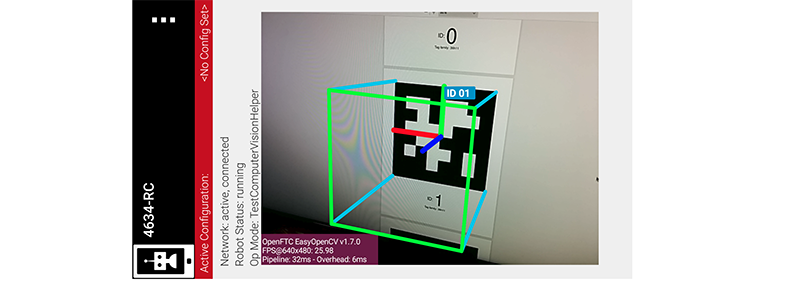 4634-RC
Active Configuration:
<No Config Set>
Network: active, connected
Robot Status: running
Op Mode: TestComputerVisionHelper
ID: 0
ID 01
ID: 1
OpenFTC EasyOpenCV v1.7.0
FPS@640x480: 25.98
Pipeline: 32ms - Overhead: 6ms